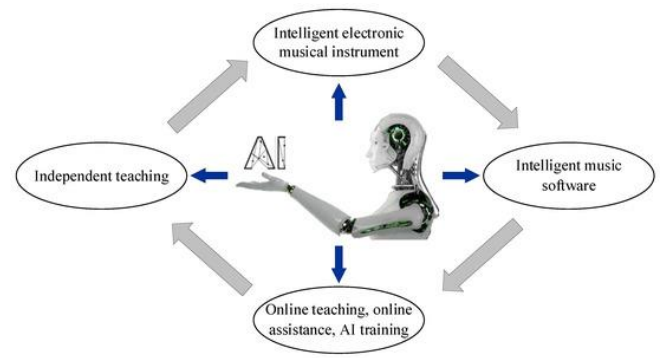 Intelligent electronic
musical instrument
AI
Independent teaching
Intelligent music
software
Online teaching, online
assistance, AI training